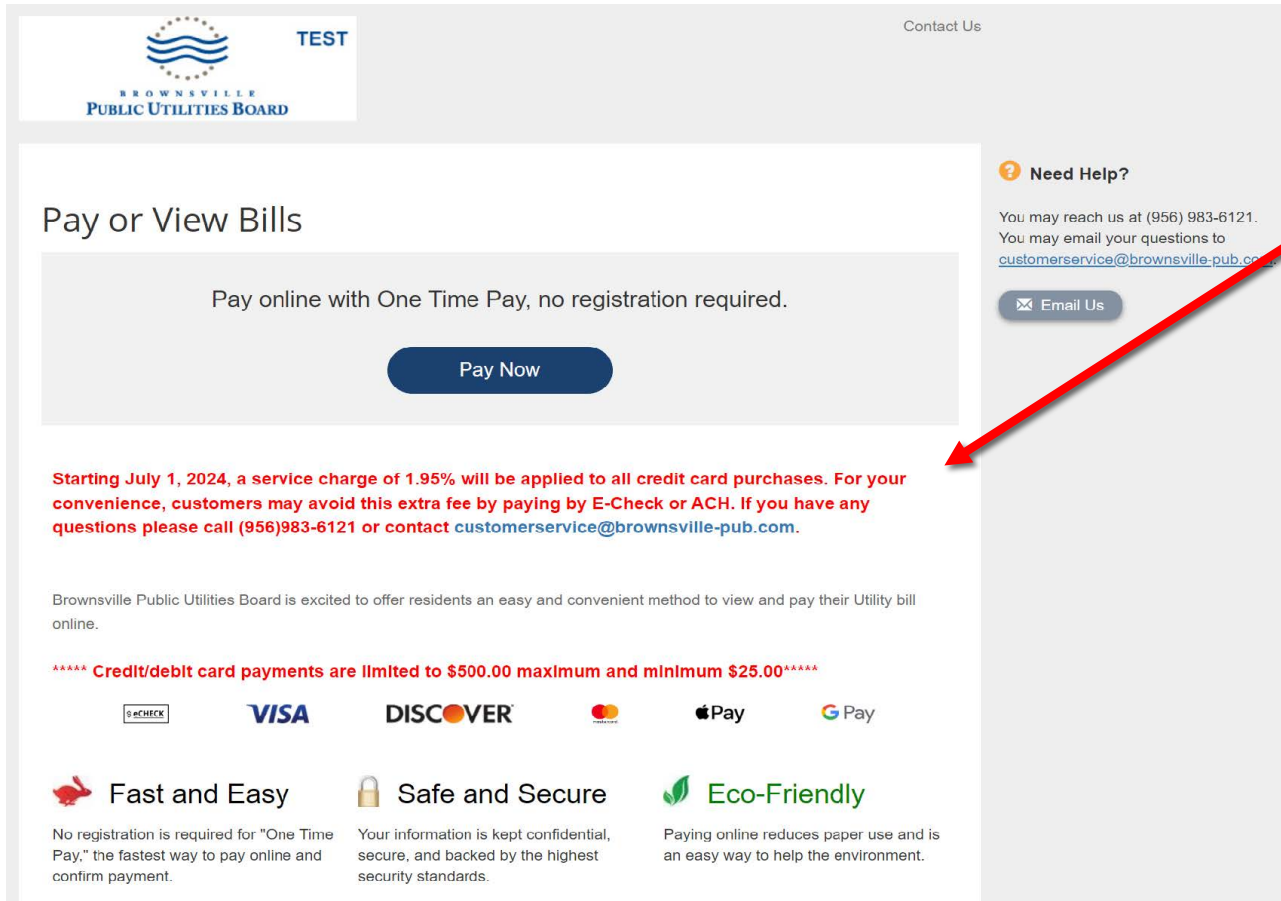 TEST
BROWNSVILLE
PUBLIC UTILITIES BOARD
Contact Us
Pay or View Bills
Pay online with One Time Pay, no registration required.
Pay Now
Need Help?
You may reach us at (956) 983-6121.
You may email your questions to
customerservice@brownsville-pub.com.
Email Us
Starting July 1, 2024, a service charge of 1.95% will be applied to all credit card purchases. For your
convenience, customers may avoid this extra fee by paying by E-Check or ACH. If you have any
questions please call (956)983-6121 or contact customerservice@brownsville-pub.com.
Brownsville Public Utilities Board is excited to offer residents an easy and convenient method to view and pay their Utility bill
online.
***** Credit/debit card payments are limited to $500.00 maximum and minimum $25.00*****
eCHECK
VISA
DISCOVER
mastercard
Pay
G Pay
Fast and Easy
No registration is required for "One Time
Pay," the fastest way to pay online and
confirm payment.
Safe and Secure
Your information is kept confidential,
secure, and backed by the highest
security standards.
Eco-Friendly
Paying online reduces paper use and is
an easy way to help the environment.